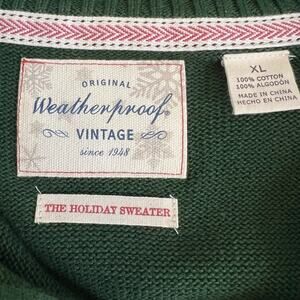 ORIGINAL
Weatherproof®
VINTAGE
since 1948
THE HOLIDAY SWEATER
XL
100% COTTON
100% ALGODÓN
MADE IN CHINA
HECHO EN CHINA